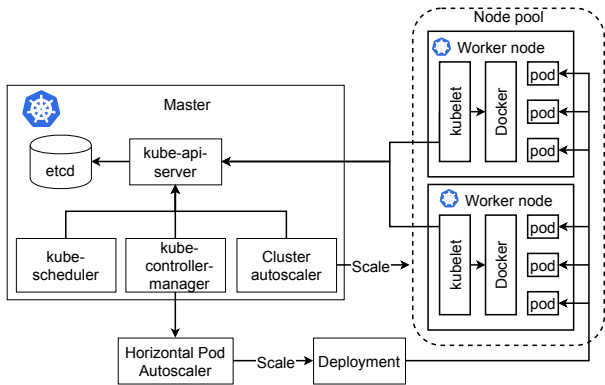 Node pool
Worker node
kubelet
Docker
pod
pod
pod
Master
kube-api-
server
etcd
Worker node
kubelet
Docker
pod
pod
pod
kube-
scheduler
kube-
controller-
manager
Cluster
autoscaler
Scale
Horizontal Pod
Autoscaler
Scale
Deployment